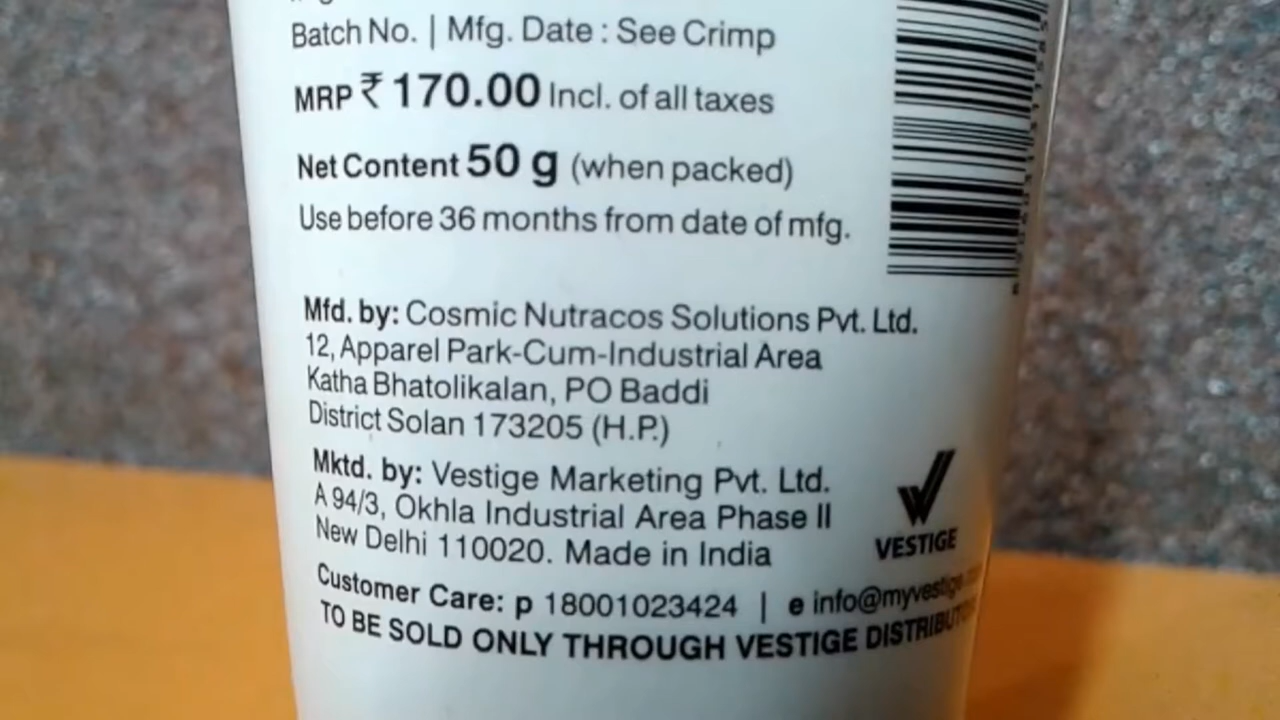 Batch No. | Mfg. Date : See Crimp
MRP ₹ 170.00 Incl. of all taxes
Net Content 50 g (when packed)
Use before 36 months from date of mfg.
Mfd. by: Cosmic Nutracos Solutions Pvt. Ltd.
12, Apparel Park-Cum-Industrial Area
Katha Bhatolikalan, PO Baddi
District Solan 173205 (H.P.)
Mktd. by: Vestige Marketing Pvt. Ltd.
A 94/3, Okhla Industrial Area Phase II
New Delhi 110020. Made in India
VESTIGE
Customer Care: p 18001023424 | e
TO BE SOLD ONLY THROUGH VESTIGE